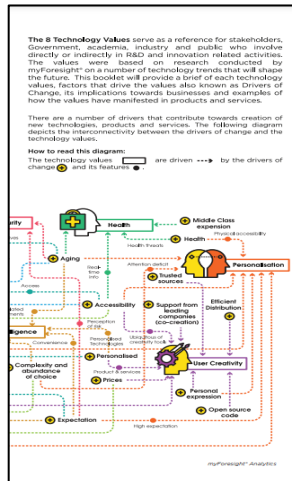 The 8 Technology Values serve as a reference for stakeholders,
Government, academia, industry and public who involve
directly or indirectly in R&D and innovation related activities.
The values were based on research conducted by
myForesight® on a number of technology trends that will shape
the future. This booklet will provide a brief of each technology
values, factors that drive the values also known as Drivers of
Change, its implications towards businesses and examples of
how the values have manifested in products and services.
There are a number of drivers that contribute towards creation of
new technologies, products and services. The following diagram
depicts the interconnectivity between the drivers of change and the
technology values.
How to read this diagram:
The technology values are driven by the drivers of
change and its features
Middle Class
expension
Health
Physical accessibility
Health
Health threats
Aging
Attention deficit
Personalisation
Real-
time
info
Trusted
sources
Access
Accessibility
Support from
leading
companies
(co-creation)
Efficient
Distribution
Perception
of risk
Personalised
Technologies
Ubiquitous of
creativity tools
Convenience
Personalised
User Creativity
Product & services
Complexity and
abundance
of choice
Prices
Personal
expression
Open source
code
Expectation
High expectation
myForesight® Analytics